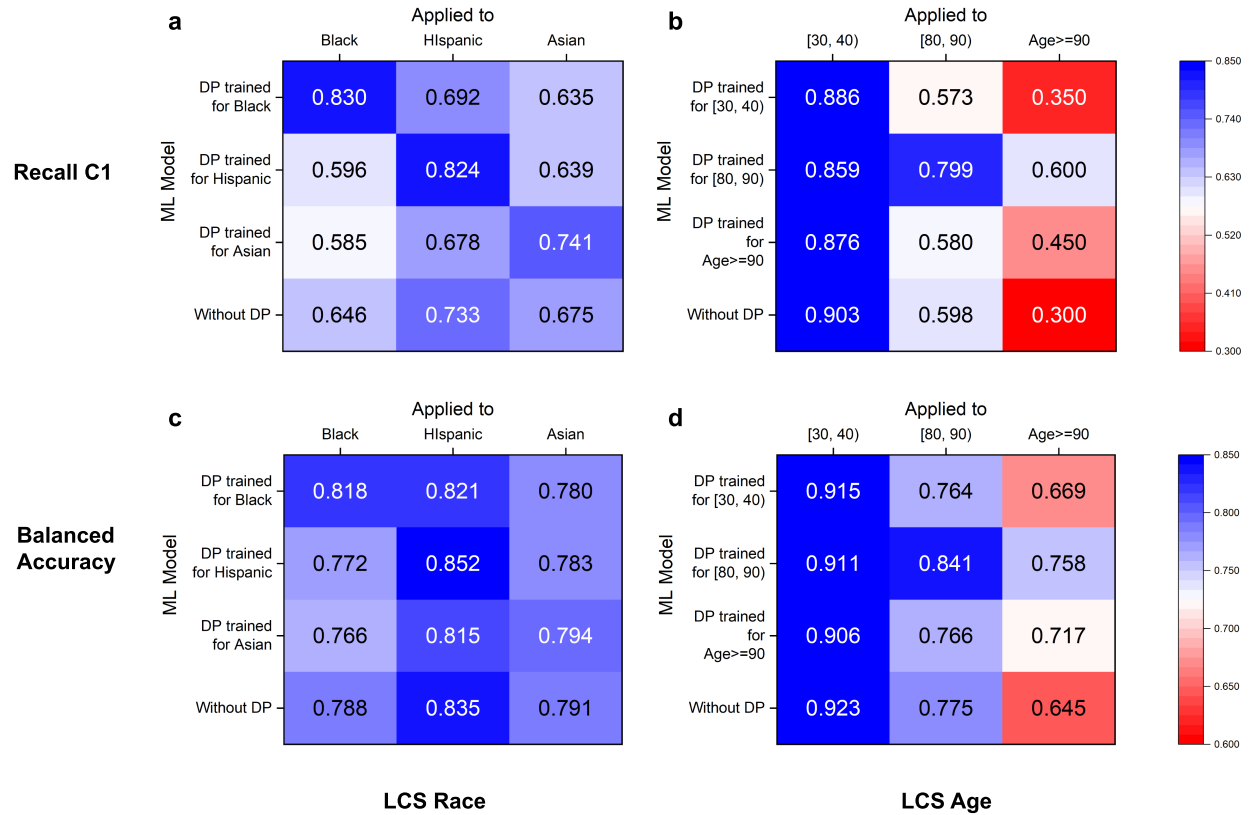 a
Applied to
Black HIspanic Asian
Recall C1
ML Model
DP trained
for Black
0.830 0.692 0.635
DP trained
for Hispanic
0.596 0.824 0.639
DP trained
for Asian
0.585 0.678 0.741
Without DP
0.646 0.733 0.675
b
Applied to
[30, 40) [80, 90) Age>=90
ML Model
DP trained
for [30, 40)
0.886 0.573 0.350
DP trained
for [80, 90)
0.859 0.799 0.600
DP trained
for
Age>=90
0.876 0.580 0.450
Without DP
0.903 0.598 0.300
0.850
0.740
0.630
0.520
0.410
0.300
c
Applied to
Black HIspanic Asian
Balanced
Accuracy
ML Model
DP trained
for Black
0.818 0.821 0.780
DP trained
for Hispanic
0.772 0.852 0.783
DP trained
for Asian
0.766 0.815 0.794
Without DP
0.788 0.835 0.791
LCS Race
d
Applied to
[30, 40) [80, 90) Age>=90
ML Model
DP trained
for [30, 40)
0.915 0.764 0.669
DP trained
for [80, 90)
0.911 0.841 0.758
DP trained
for
Age>=90
0.906 0.766 0.717
Without DP
0.923 0.775 0.645
0.850
0.800
0.750
0.700
0.650
0.600
LCS Age